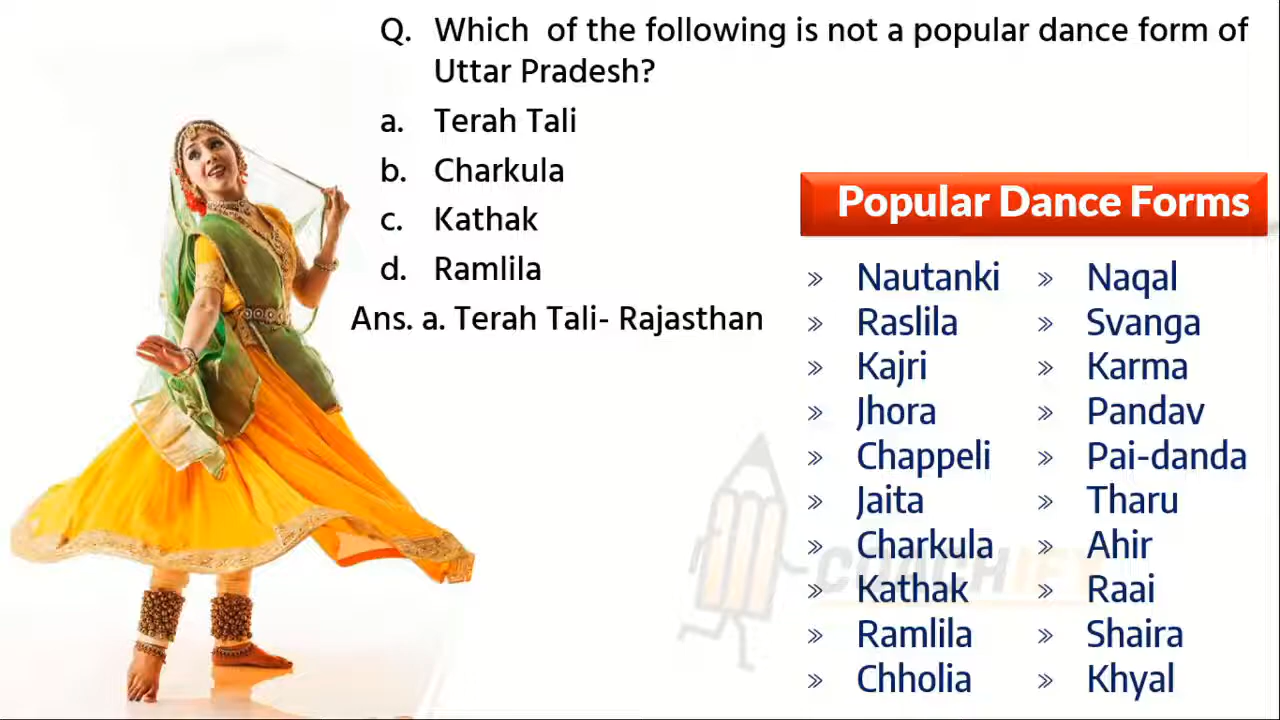 Q. Which of the following is not a popular dance form of
Uttar Pradesh?
a. Terah Tali
b. Charkula
c. Kathak
d. Ramlila
Ans. a. Terah Tali- Rajasthan
Popular Dance Forms
» Nautanki » Naqal
» Raslila » Svanga
» Kajri » Karma
» Jhora » Pandav
» Chappeli » Pai-danda
» Jaita » Tharu
» Charkula » Ahir
» Kathak » Raai
» Ramlila » Shaira
» Chholia » Khyal